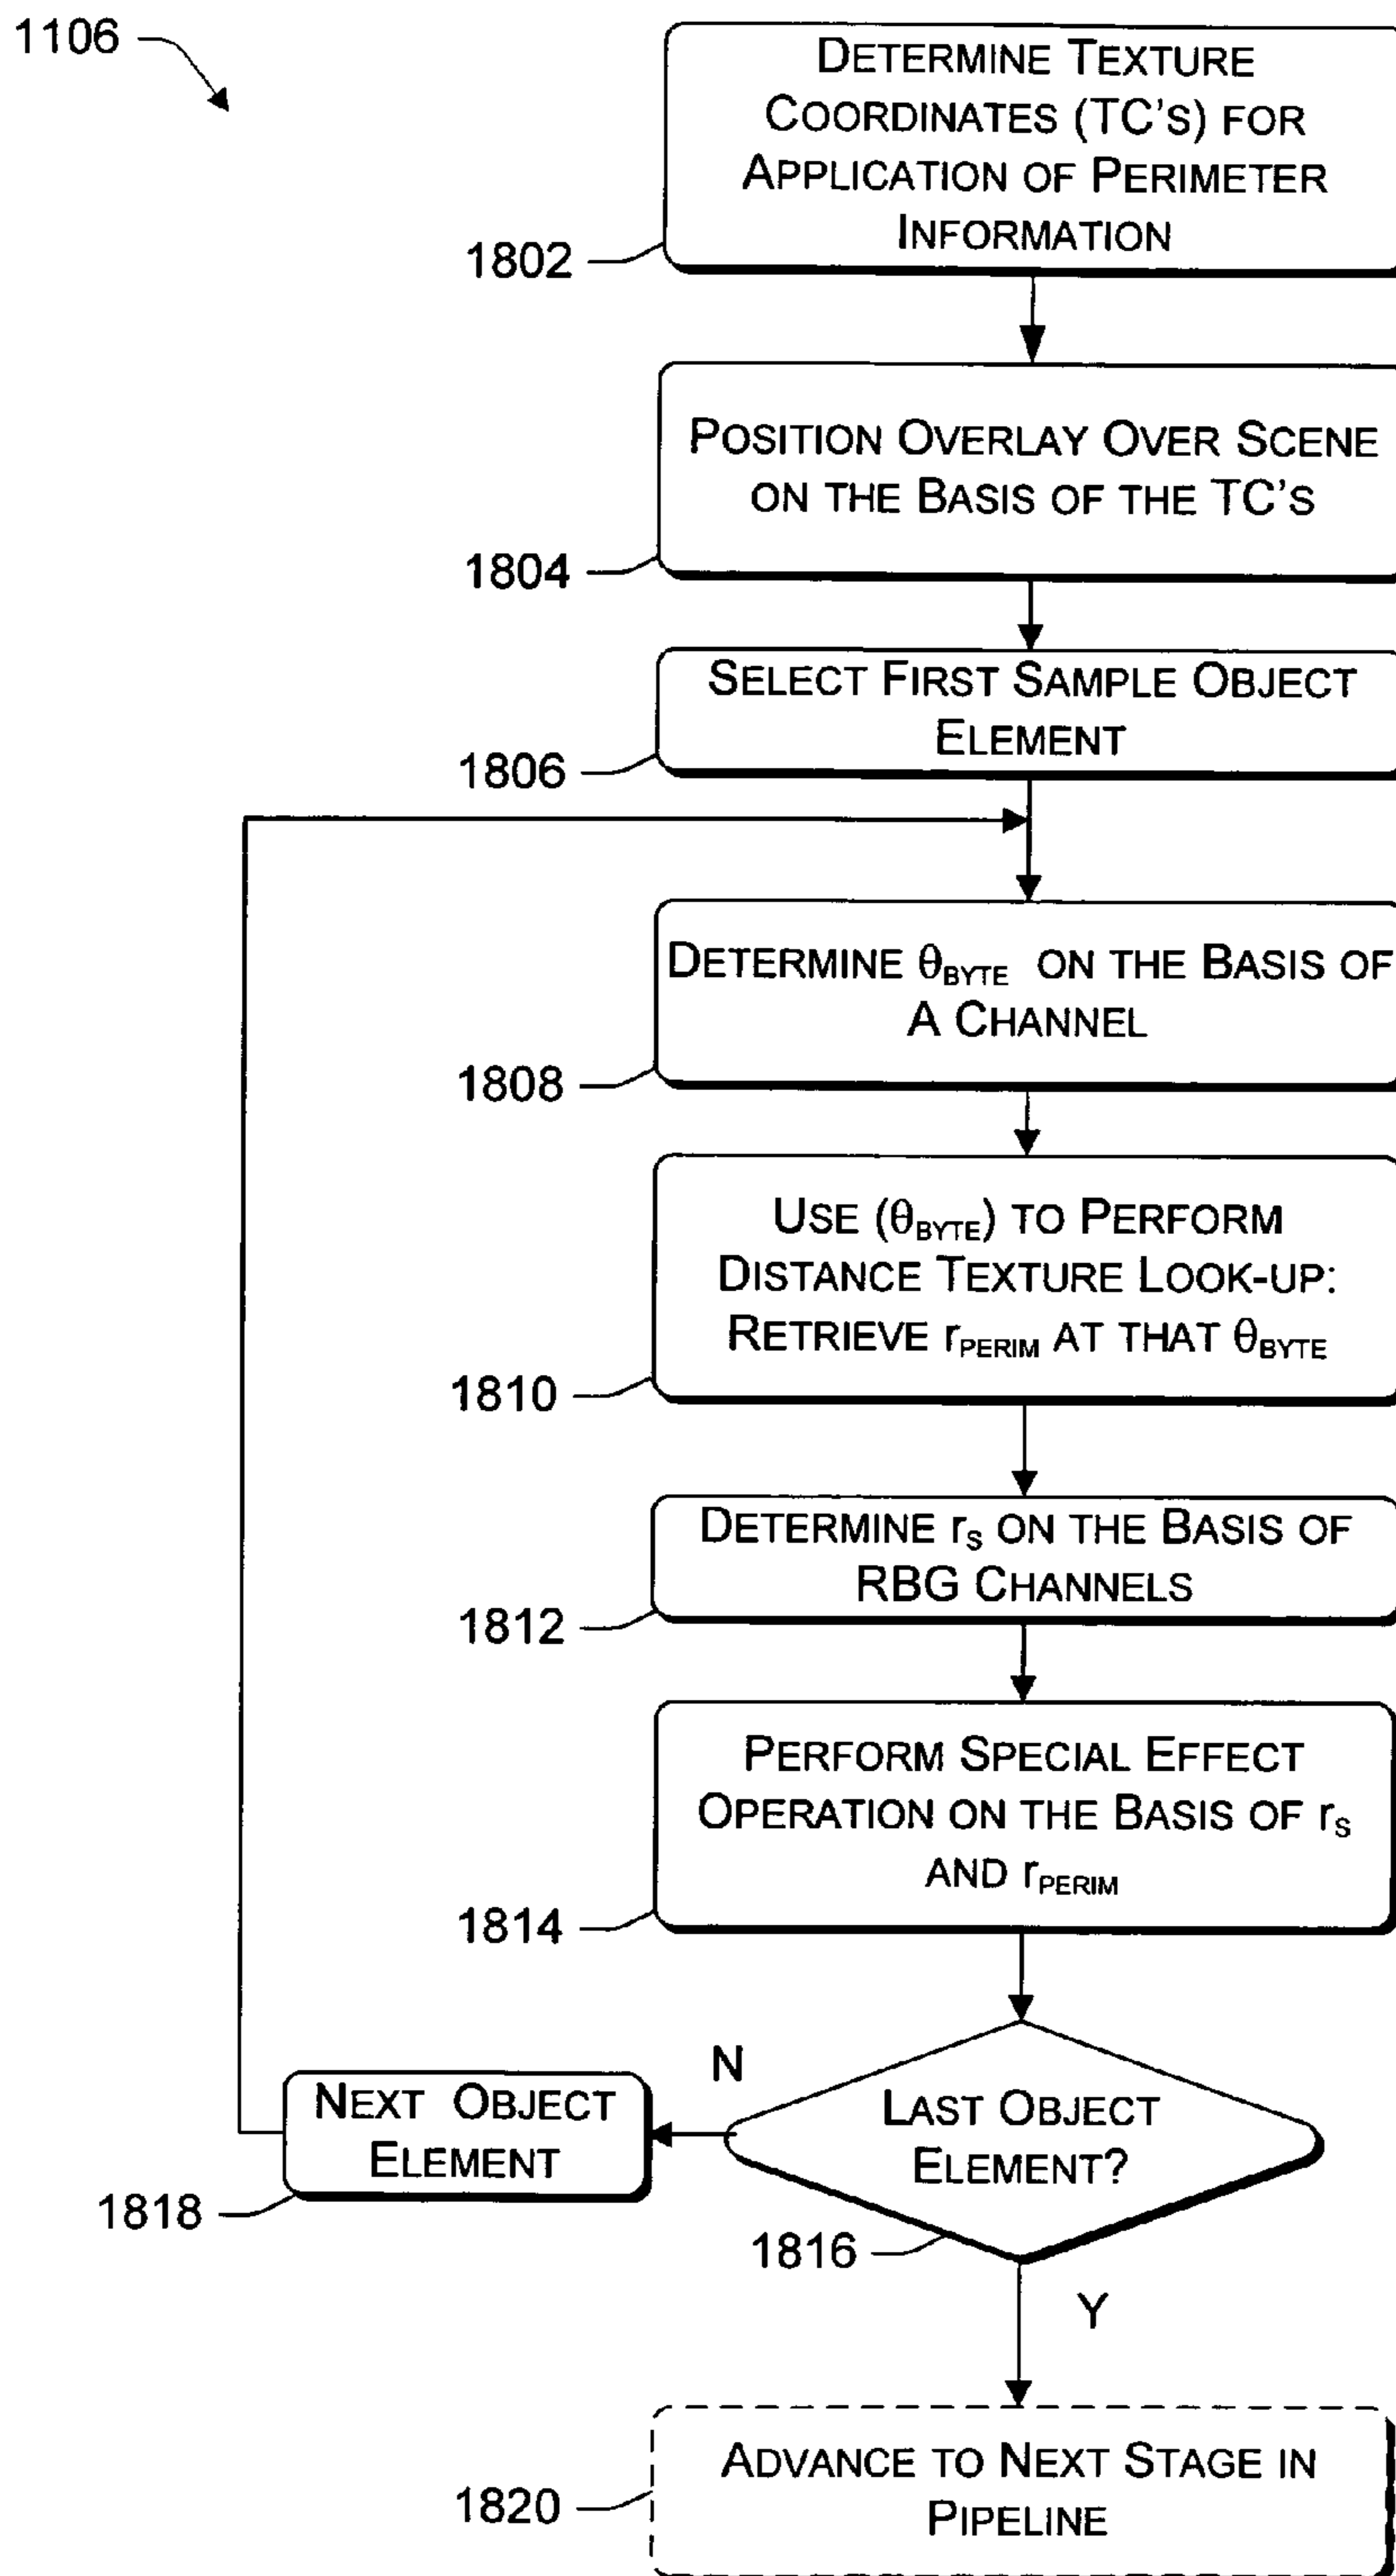 1106
DETERMINE TEXTURE
COORDINATES (TC'S) FOR
APPLICATION OF PERIMETER
INFORMATION
1802
POSITION OVERLAY OVER SCENE
ON THE BASIS OF THE TC'S
1804
SELECT FIRST SAMPLE OBJECT
ELEMENT
1806
DETERMINE θBYTE ON THE BASIS OF
A CHANNEL
1808
USE (θBYTE) TO PERFORM
DISTANCE TEXTURE LOOK-UP:
RETRIEVE rPERIM AT THAT θBYTE
1810
DETERMINE rS ON THE BASIS OF
RBG CHANNELS
1812
PERFORM SPECIAL EFFECT
OPERATION ON THE BASIS OF rS
AND rPERIM
1814
LAST OBJECT
ELEMENT?
1816
N
NEXT OBJECT
ELEMENT
1818
Y
ADVANCE TO NEXT STAGE IN
PIPELINE
1820